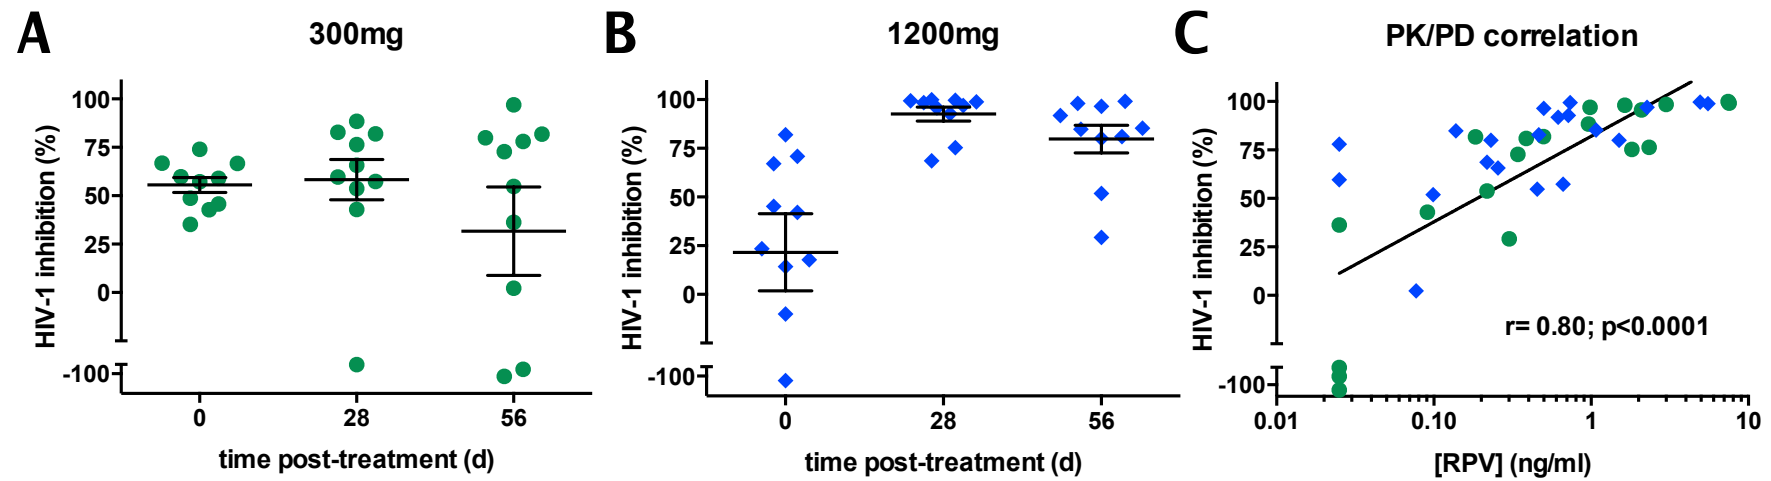 A
300mg
HIV-1 inhibition (%)
100
75
50
25
0
-100
0 28 56
time post-treatment (d)
B
1200mg
HIV-1 inhibition (%)
100
75
50
25
0
-100
0 28 56
time post-treatment (d)
C
PK/PD correlation
HIV-1 inhibition (%)
100
75
50
25
0
-100
r= 0.80; p<0.0001
0.01 0.10 1 10
[RPV] (ng/ml)